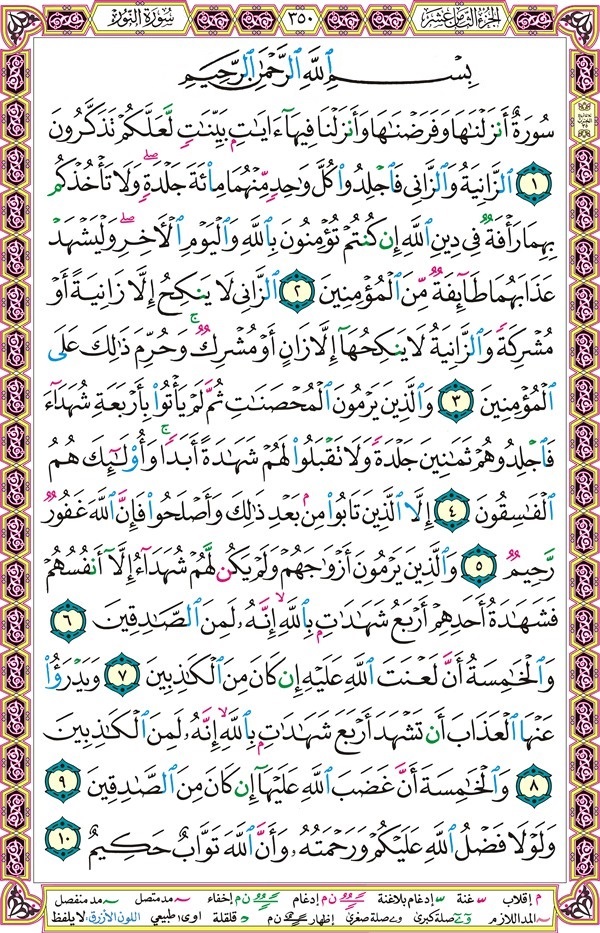 الجزء الثامن عشر
٣٥٠
سورة النور
بِسْمِ ٱللَّهِ ٱلرَّحْمَٰنِ ٱلرَّحِيمِ
سُورَةٌ أَنزَلْنَٰهَا وَفَرَضْنَٰهَا وَأَنزَلْنَا فِيهَآ ءَايَٰتٍۭ بَيِّنَٰتٍ لَّعَلَّكُمْ تَذَكَّرُونَ
١ ٱلزَّانِيَةُ وَٱلزَّانِى فَٱجْلِدُوا۟ كُلَّ وَٰحِدٍ مِّنْهُمَا مِا۟ئَةَ جَلْدَةٍۖ وَلَا تَأْخُذْكُم
بِهِمَا رَأْفَةٌ فِى دِينِ ٱللَّهِ إِن كُنتُمْ تُؤْمِنُونَ بِٱللَّهِ وَٱلْيَوْمِ ٱلْأَخِرِۖ وَلْيَشْهَدْ
عَذَابَهُمَا طَآئِفَةٌ مِّنَ ٱلْمُؤْمِنِينَ ٢ ٱلزَّانِى لَا يَنكِحُ إِلَّا زَانِيَةً أَوْ
مُشْرِكَةً وَٱلزَّانِيَةُ لَا يَنكِحُهَآ إِلَّا زَانٍ أَوْ مُشْرِكٌۚ وَحُرِّمَ ذَٰلِكَ عَلَى
ٱلْمُؤْمِنِينَ ٣ وَٱلَّذِينَ يَرْمُونَ ٱلْمُحْصَنَٰتِ ثُمَّ لَمْ يَأْتُوا۟ بِأَرْبَعَةِ شُهَدَآءَ
فَٱجْلِدُوهُمْ ثَمَٰنِينَ جَلْدَةً وَلَا تَقْبَلُوا۟ لَهُمْ شَهَٰدَةً أَبَدًاۚ وَأُو۟لَٰٓئِكَ هُمُ
ٱلْفَٰسِقُونَ ٤ إِلَّا ٱلَّذِينَ تَابُوا۟ مِنۢ بَعْدِ ذَٰلِكَ وَأَصْلَحُوا۟ فَإِنَّ ٱللَّهَ غَفُورٌ
رَّحِيمٌ ٥ وَٱلَّذِينَ يَرْمُونَ أَزْوَٰجَهُمْ وَلَمْ يَكُن لَّهُمْ شُهَدَآءُ إِلَّآ أَنفُسُهُمْ
فَشَهَٰدَةُ أَحَدِهِمْ أَرْبَعُ شَهَٰدَٰتٍۭ بِٱللَّهِۙ إِنَّهُۥ لَمِنَ ٱلصَّٰدِقِينَ ٦
وَٱلْخَٰمِسَةُ أَنَّ لَعْنَتَ ٱللَّهِ عَلَيْهِ إِن كَانَ مِنَ ٱلْكَٰذِبِينَ ٧ وَيَدْرَؤُا۟
عَنْهَا ٱلْعَذَابَ أَن تَشْهَدَ أَرْبَعَ شَهَٰدَٰتٍۭ بِٱللَّهِۙ إِنَّهُۥ لَمِنَ ٱلْكَٰذِبِينَ
٨ وَٱلْخَٰمِسَةَ أَنَّ غَضَبَ ٱللَّهِ عَلَيْهَآ إِن كَانَ مِنَ ٱلصَّٰدِقِينَ ٩
وَلَوْلَا فَضْلُ ٱللَّهِ عَلَيْكُمْ وَرَحْمَتُهُۥ وَأَنَّ ٱللَّهَ تَوَّابٌ حَكِيمٌ ١٠
م إقلاب س غنة س إدغام بلاغنة ن م إدغام ن م إخفاء مد متصل مد منفصل
المد اللازم صلة كبرى صلة صغرى إظهار ن م قلقلة اوى؛ طبيعي اللون الأزرق: لا يلفظ